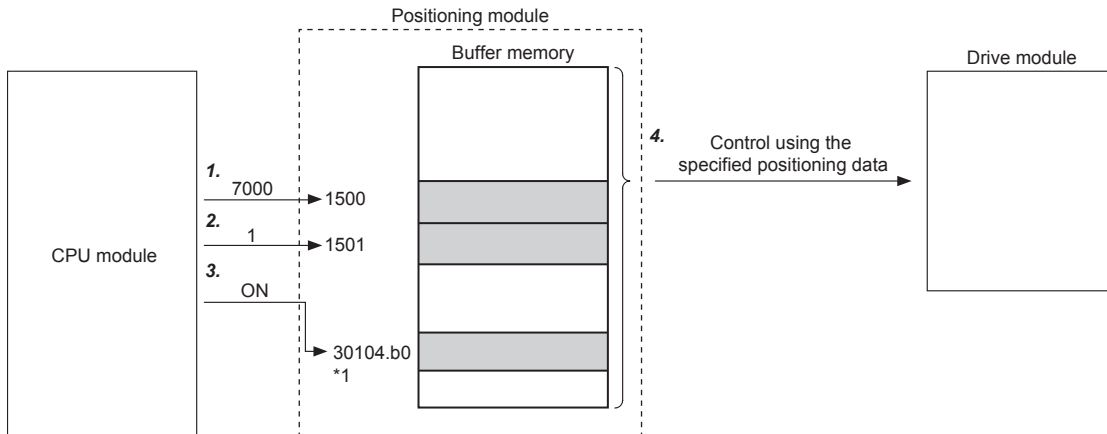 Positioning module
Buffer memory
Drive module
CPU module
1.
7000
1500
2.
1
1501
3.
ON
30104.b0
*1
4.
Control using the
specified positioning data